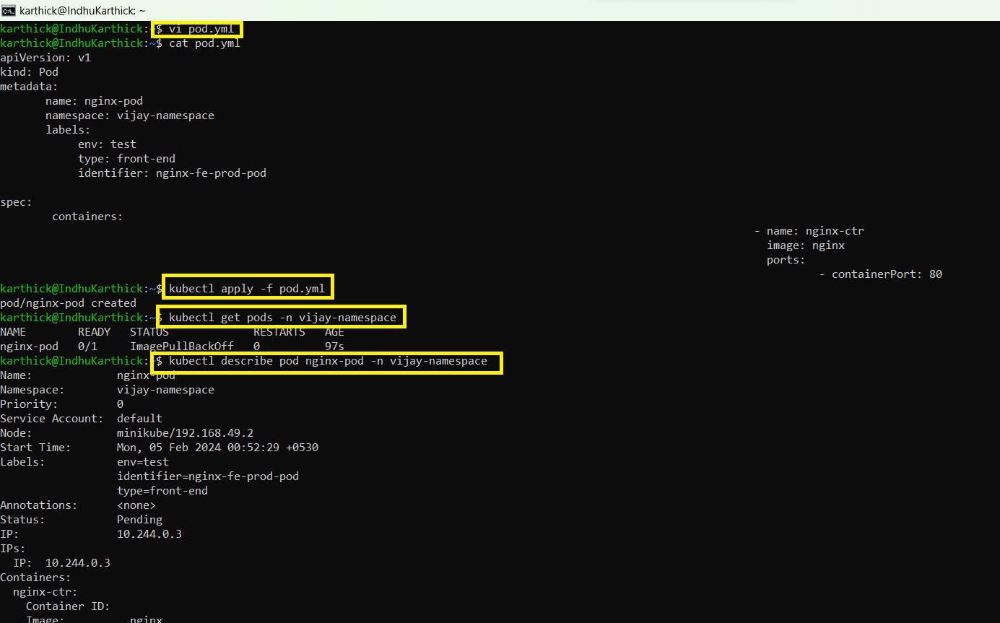 karthick@IndhuKarthick: ~
karthick@IndhuKarthick:~$ vi pod.yml
karthick@IndhuKarthick:~$ cat pod.yml
apiVersion: v1
kind: Pod
metadata:
name: nginx-pod
namespace: vijay-namespace
labels:
env: test
type: front-end
identifier: nginx-fe-prod-pod
spec:
containers:
- name: nginx-ctr
image: nginx
ports:
- containerPort: 80
karthick@IndhuKarthick:~$ kubectl apply -f pod.yml
pod/nginx-pod created
karthick@IndhuKarthick:~$ kubectl get pods -n vijay-namespace
NAME READY STATUS RESTARTS AGE
nginx-pod 0/1 ImagePullBackOff 0 97s
karthick@IndhuKarthick:~$ kubectl describe pod nginx-pod -n vijay-namespace
Name: nginx-pod
Namespace: vijay-namespace
Priority: 0
Service Account: default
Node: minikube/192.168.49.2
Start Time: Mon, 05 Feb 2024 00:52:29 +0530
Labels: env=test
identifier=nginx-fe-prod-pod
type=front-end
Annotations: <none>
Status: Pending
IP: 10.244.0.3
IPs:
IP: 10.244.0.3
Containers:
nginx-ctr:
Container ID:
Image: nginx